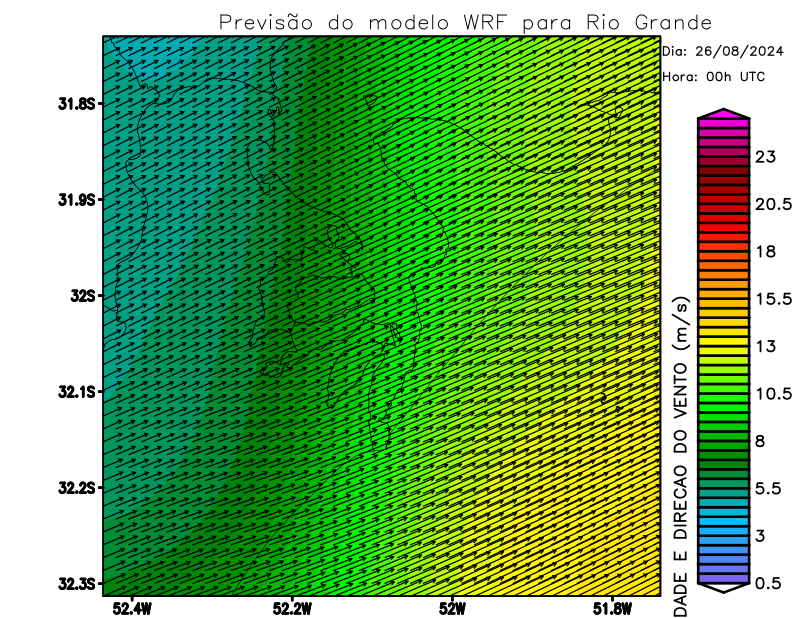 Previsão do modelo WRF para Rio Grande
Dia: 26/08/2024
Hora: 00h UTC
31.8S
31.9S
32S
32.1S
32.2S
32.3S
52.4W
52.2W
52W
51.8W
23
20.5
18
15.5
13
10.5
8
5.5
3
0.5
DADE E DIRECAO DO VENTO (m/s)